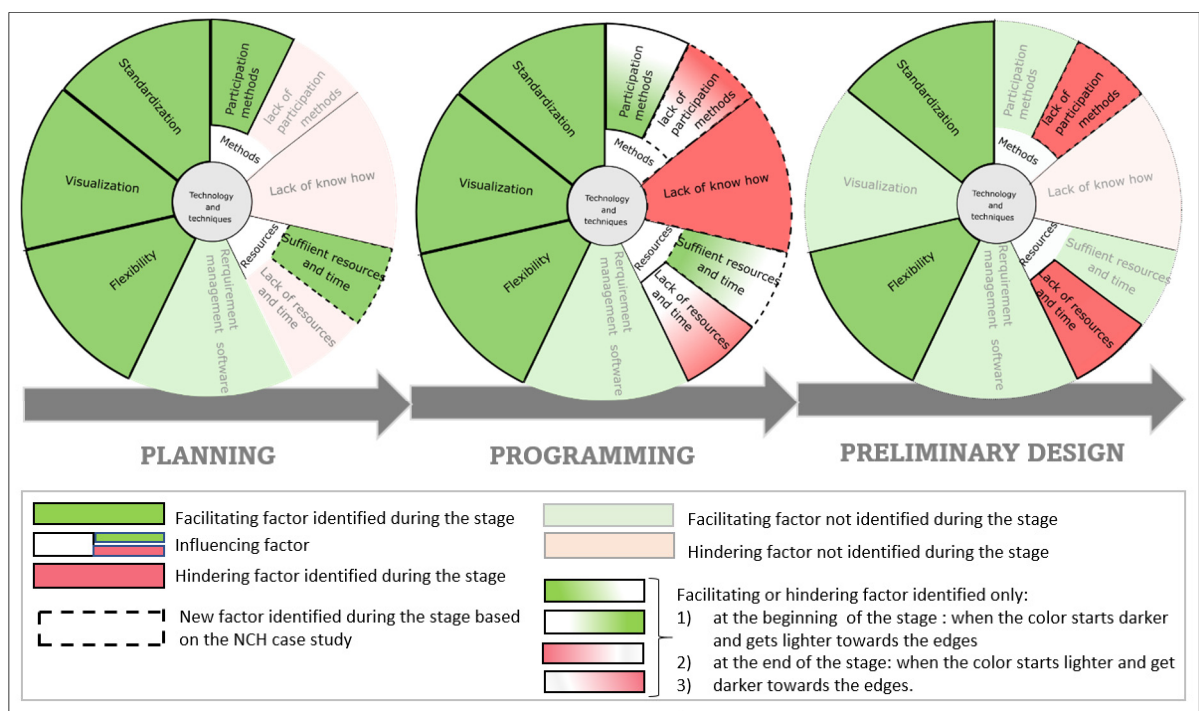 Standardization
Participation
methods
lack of
participation
methods
Methods
Visualization
Technology
and
techniques
Lack of know how
Resources
Suffiient resources
and time
Flexibility
Lack of resources
and time
Rerquirement
management software
Standardization
Participation
methods
lack of
participation
methods
Methods
Visualization
Technology
and
techniques
Lack of know how
Resources
Suffiient resources
and time
Flexibility
Lack of resources
and time
Rerquirement
management software
Standardization
Participation
methods
lack of
participation
methods
Methods
Visualization
Technology
and
techniques
Lack of know how
Resources
Suffiient resources
and time
Flexibility
Lack of resources
and time
Rerquirement
management software
PLANNING
PROGRAMMING
PRELIMINARY DESIGN
Facilitating factor identified during the stage
Influencing factor
Hindering factor identified during the stage
New factor identified during the stage based
on the NCH case study
Facilitating factor not identified during the stage
Hindering factor not identified during the stage
Facilitating or hindering factor identified only:
1) at the beginning of the stage : when the color starts darker
and gets lighter towards the edges
2) at the end of the stage: when the color starts lighter and get
3) darker towards the edges.